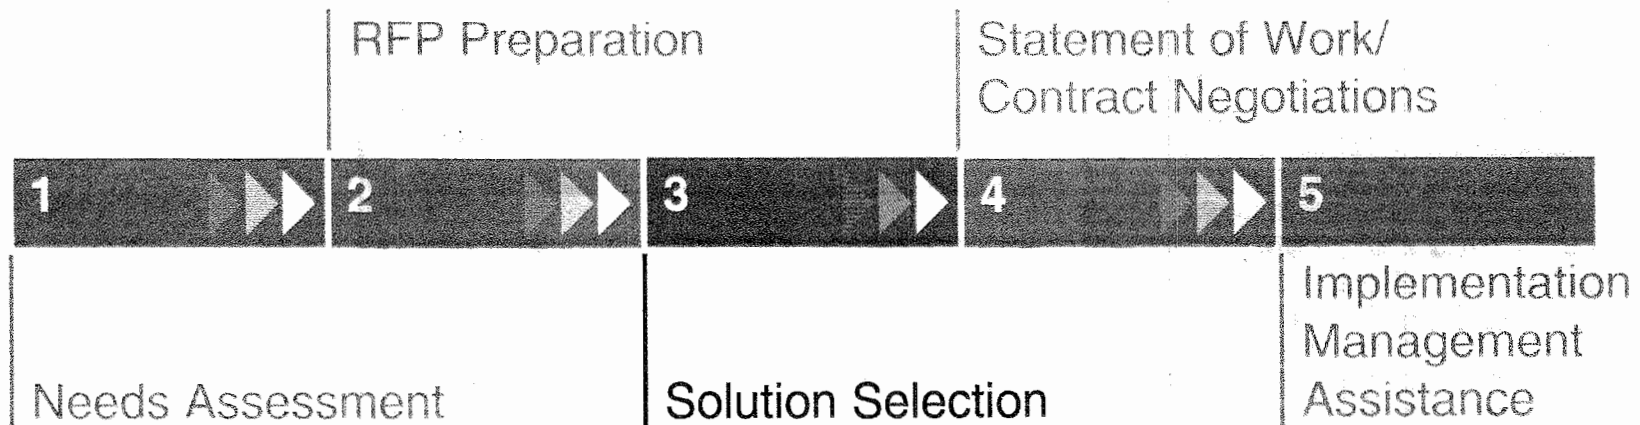 RFP Preparation
Statement of Work/
Contract Negotiations
1
2
3
4
5
Needs Assessment
Solution Selection
Implementation
Management
Assistance